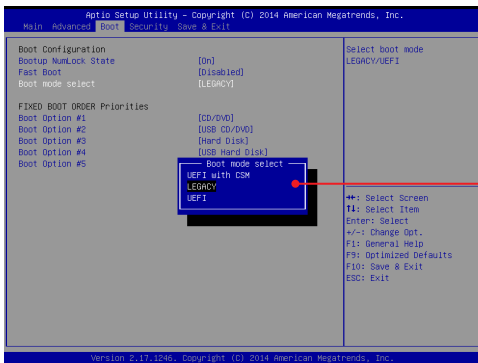 Aptio Setup Utility – Copyright (C) 2014 American Megatrends, Inc.
Main Advanced Boot Security Save & Exit
Boot Configuration
Bootup NumLock State [On]
Fast Boot [Disabled]
Boot mode select [LEGACY]
FIXED BOOT ORDER Priorities
Boot Option #1 [CD/DVD]
Boot Option #2 [USB CD/DVD]
Boot Option #3 [Hard Disk]
Boot Option #4 [USB Hard Disk]
Boot Option #5
Boot mode select
UEFI with CSM
LEGACY
UEFI
Select boot mode
LEGACY/UEFI
→←: Select Screen
↑↓: Select Item
Enter: Select
+/-: Change Opt.
F1: General Help
F9: Optimized Defaults
F10: Save & Exit
ESC: Exit
Version 2.17.1246. Copyright (C) 2014 American Megatrends, Inc.